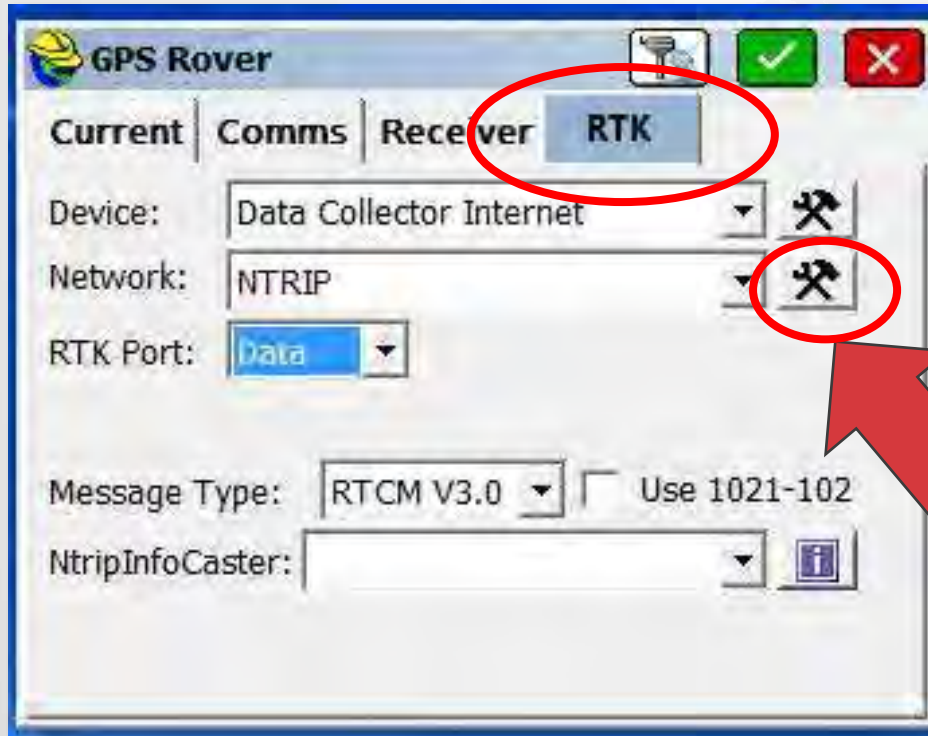 GPS Rover
Current Comms Receiver RTK
Device: Data Collector Internet
Network: NTRIP
RTK Port: Data
Message Type: RTCM V3.0 Use 1021-102
NtripInfoCaster: